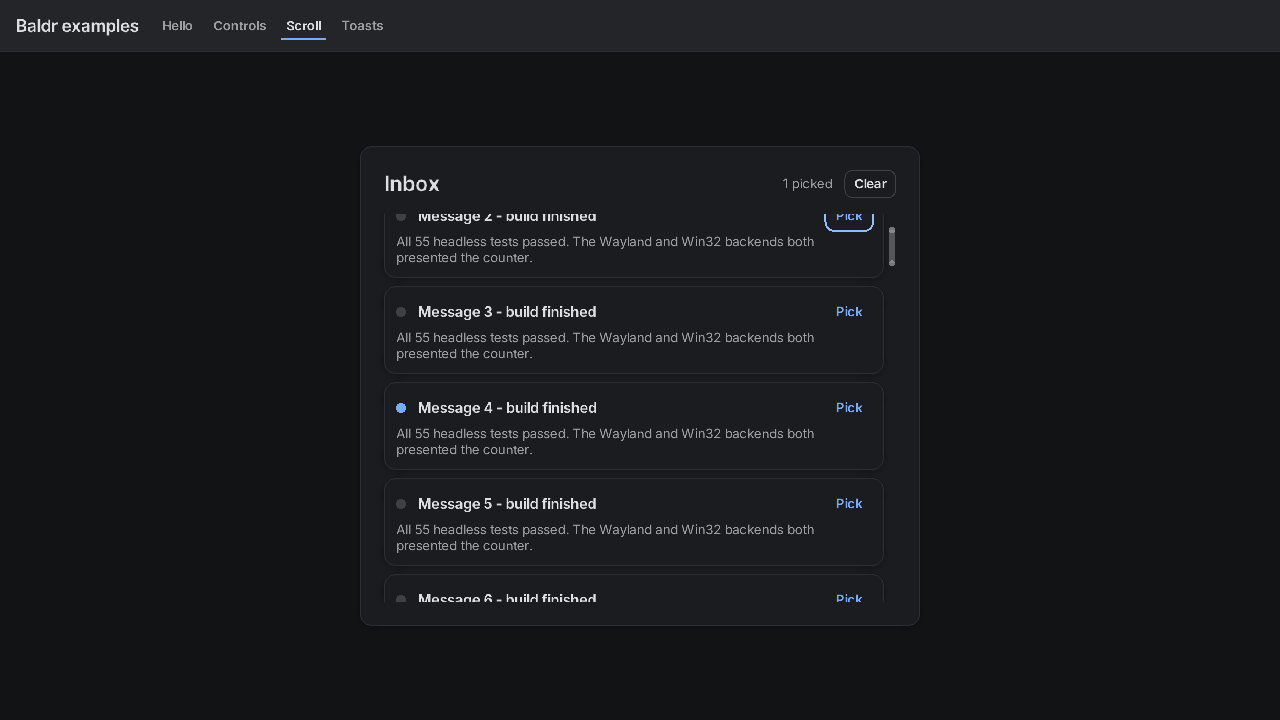 Baldr examples Hello Controls Scroll Toasts
Inbox 1 picked Clear
Message 2 - build finished Pick
All 55 headless tests passed. The Wayland and Win32 backends both
presented the counter.
Message 3 - build finished Pick
All 55 headless tests passed. The Wayland and Win32 backends both
presented the counter.
Message 4 - build finished Pick
All 55 headless tests passed. The Wayland and Win32 backends both
presented the counter.
Message 5 - build finished Pick
All 55 headless tests passed. The Wayland and Win32 backends both
presented the counter.
Message 6 - build finished Pick